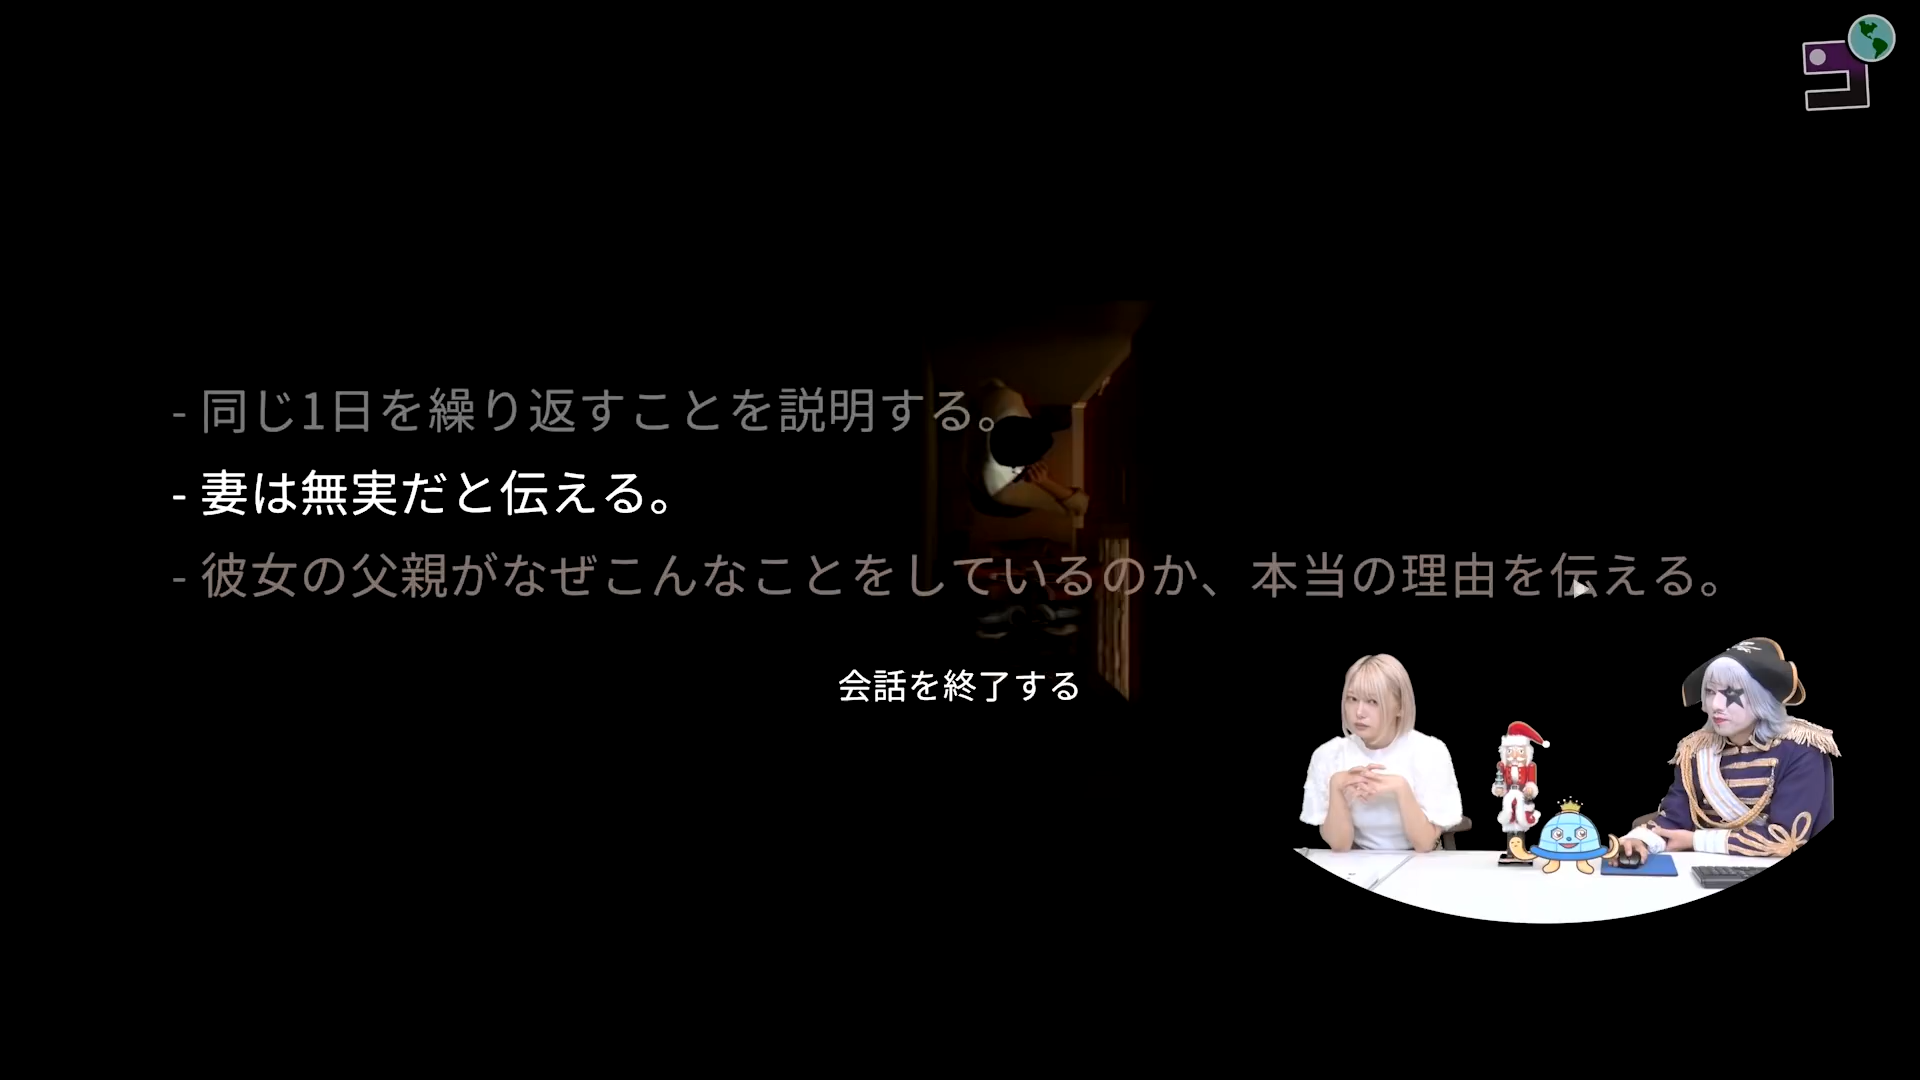 - 同じ1日を繰り返すことを説明する。
- 妻は無実だと伝える。
- 彼女の父親がなぜこんなことをしているのか、本当の理由を伝える。
会話を終了する